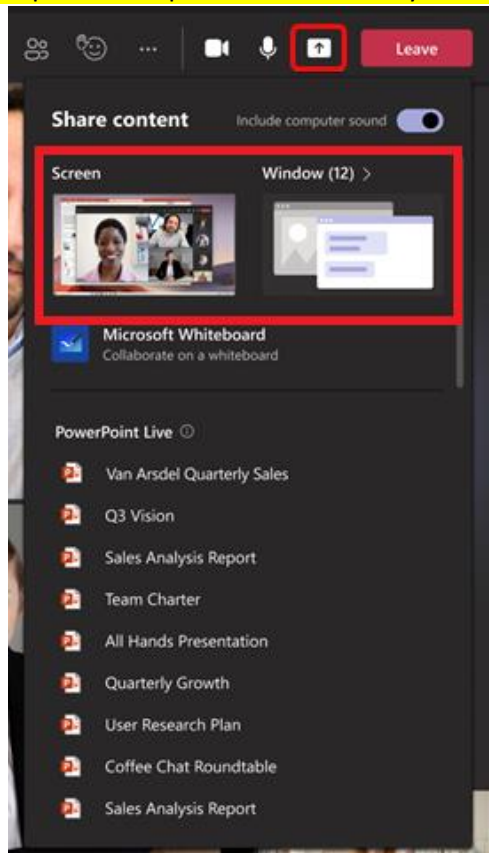 Leave
Share content Include computer sound
Screen Window (12) >
Microsoft Whiteboard
Collaborate on a whiteboard
PowerPoint Live
Van Arsdel Quarterly Sales
Q3 Vision
Sales Analysis Report
Team Charter
All Hands Presentation
Quarterly Growth
User Research Plan
Coffee Chat Roundtable
Sales Analysis Report